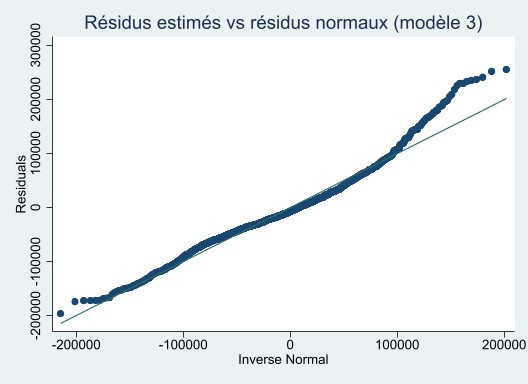 Résidus estimés vs résidus normaux (modèle 3)
300000
200000
100000
0
-100000
-200000
Residuals
-200000 -100000 0 100000 200000
Inverse Normal